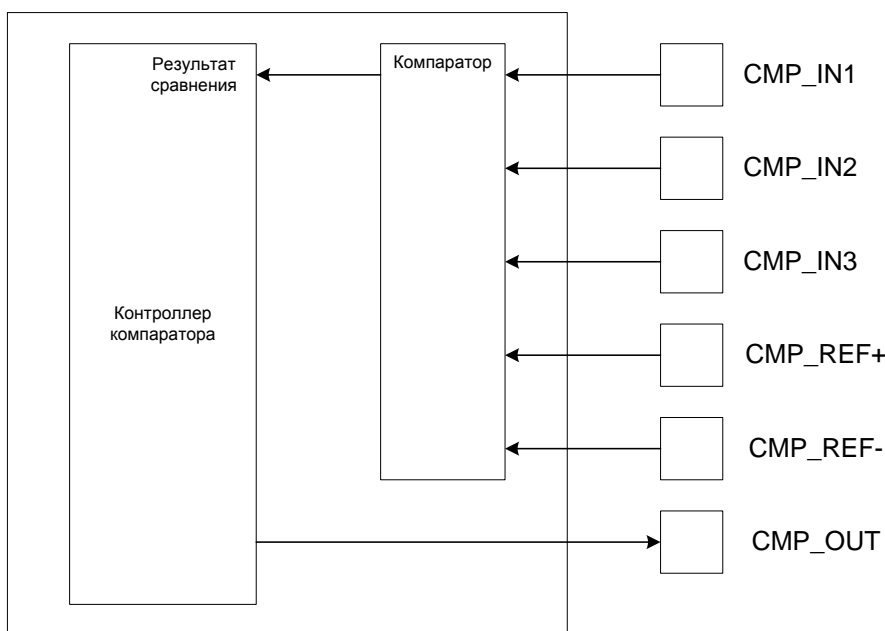 Результат
сравнения
Компаратор
CMP_IN1
CMP_IN2
CMP_IN3
Контроллер
компаратора
CMP_REF+
CMP_REF-
CMP_OUT